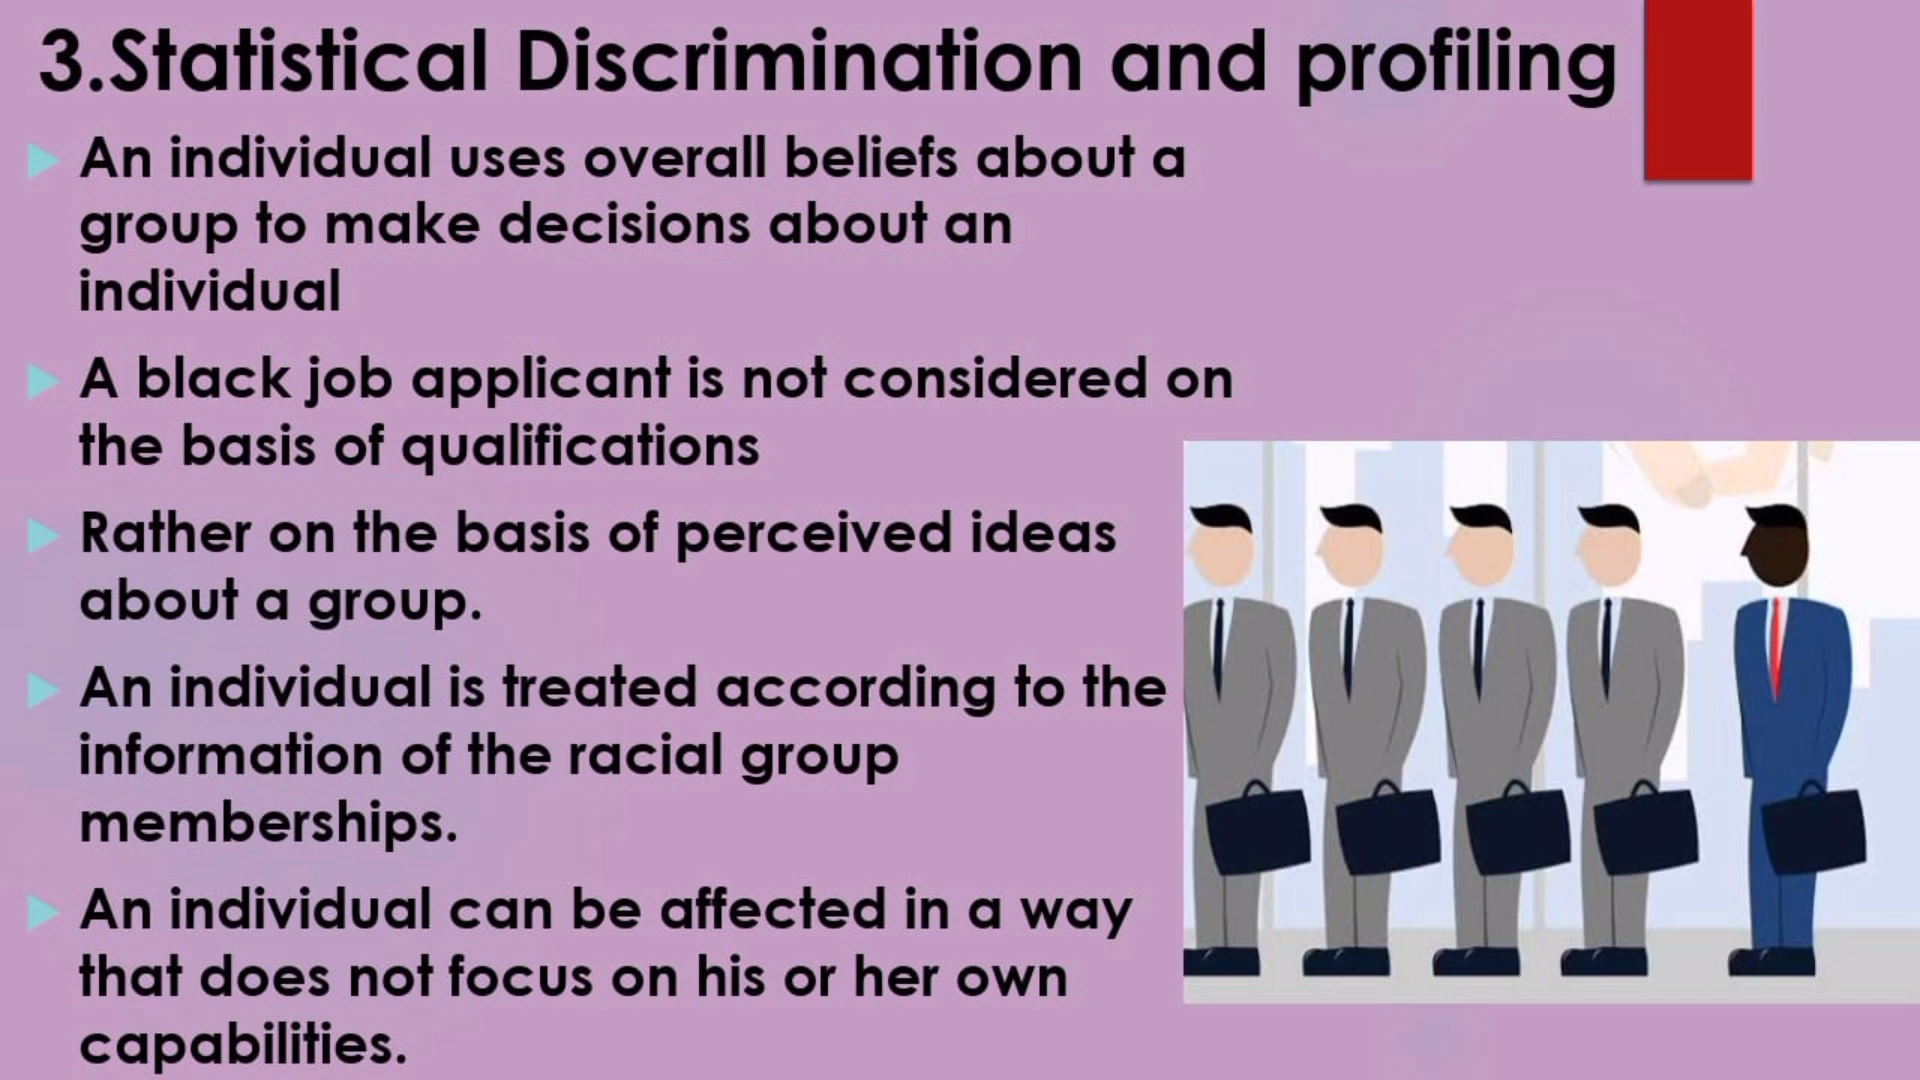 3.Statistical Discrimination and profiling
An individual uses overall beliefs about a
group to make decisions about an
individual
A black job applicant is not considered on
the basis of qualifications
Rather on the basis of perceived ideas
about a group.
An individual is treated according to the
information of the racial group
memberships.
An individual can be affected in a way
that does not focus on his or her own
capabilities.